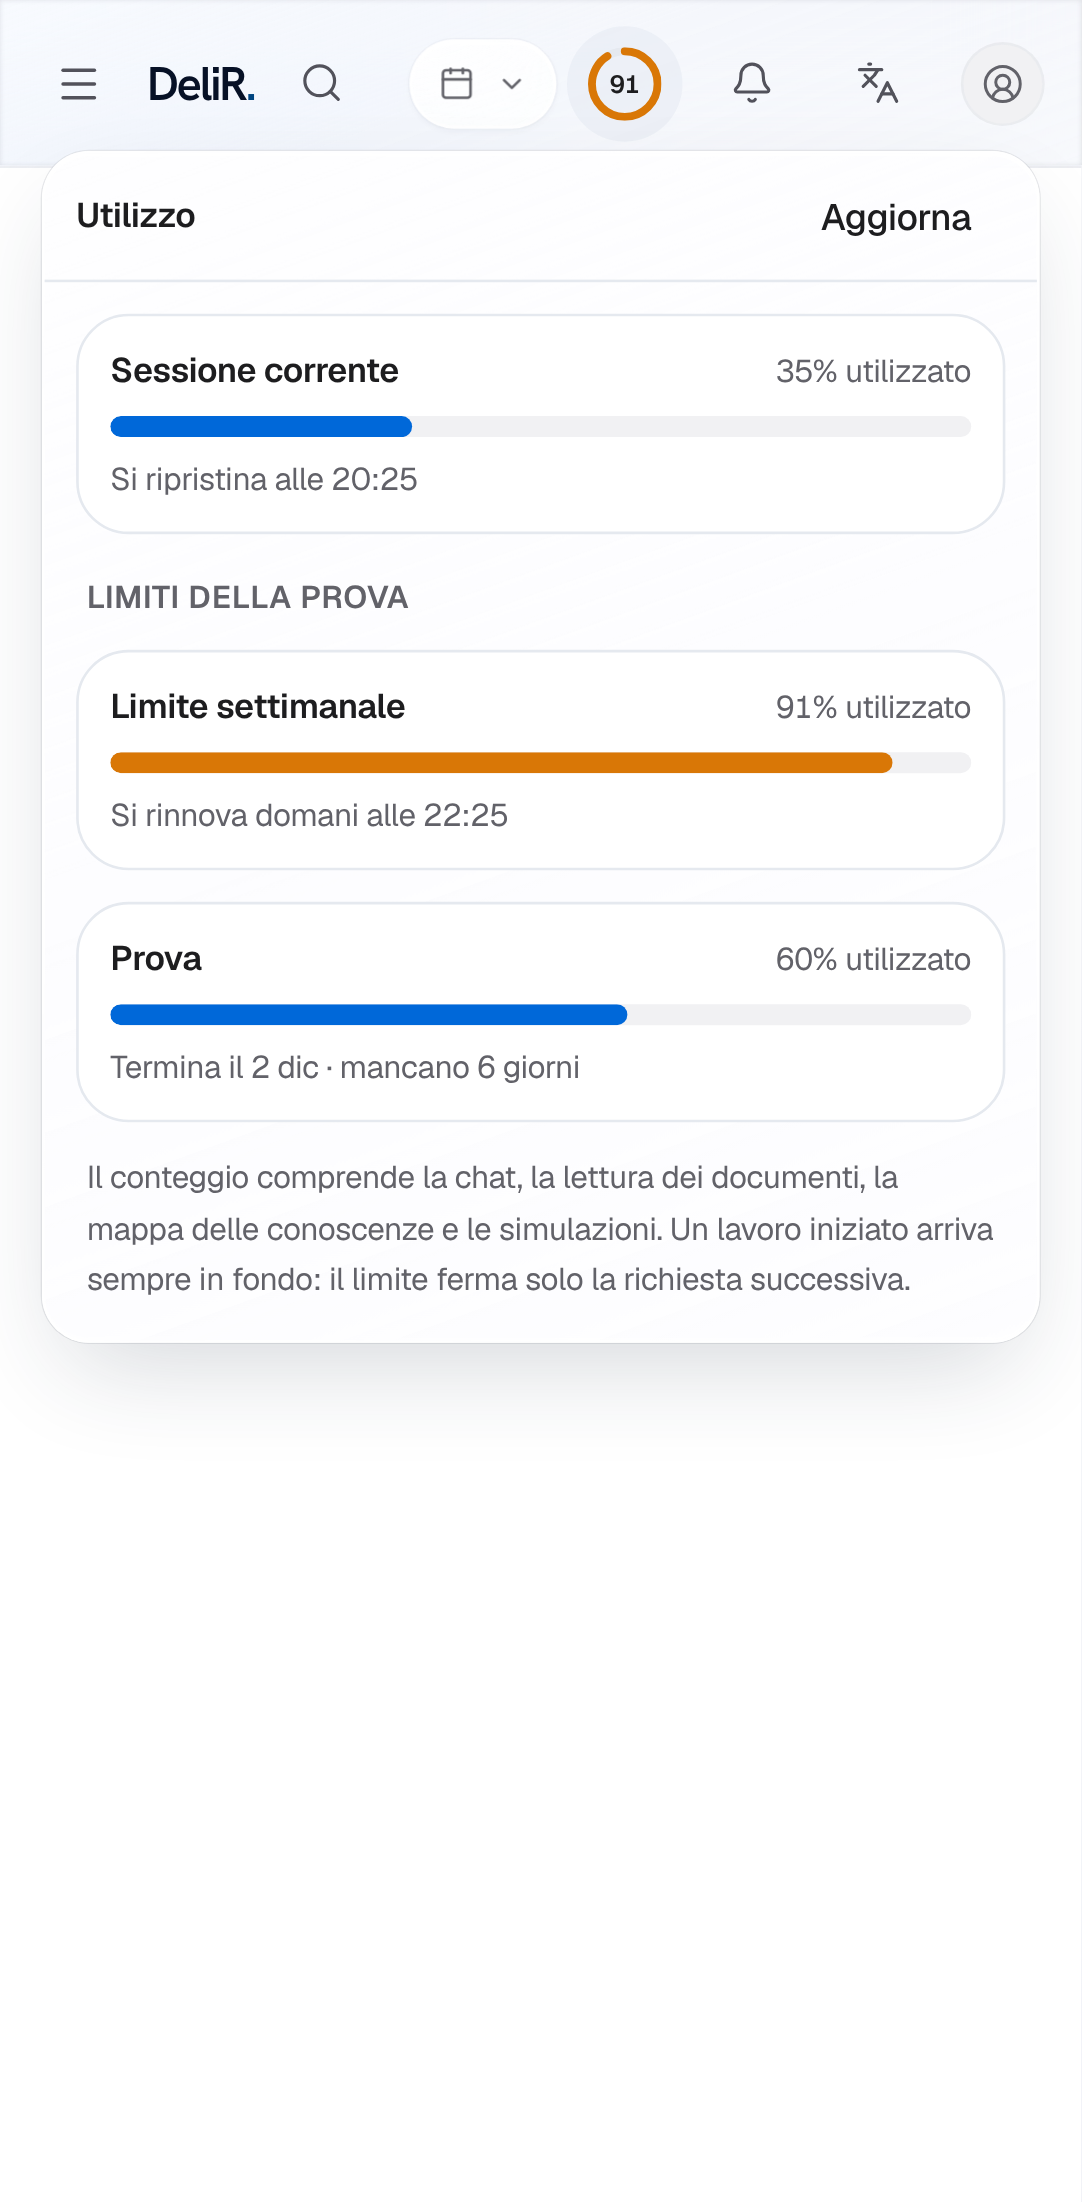 DeliR.
91
Utilizzo
Aggiorna
Sessione corrente
35% utilizzato
Si ripristina alle 20:25
LIMITI DELLA PROVA
Limite settimanale
91% utilizzato
Si rinnova domani alle 22:25
Prova
60% utilizzato
Termina il 2 dic · mancano 6 giorni
Il conteggio comprende la chat, la lettura dei documenti, la
mappa delle conoscenze e le simulazioni. Un lavoro iniziato arriva
sempre in fondo: il limite ferma solo la richiesta successiva.